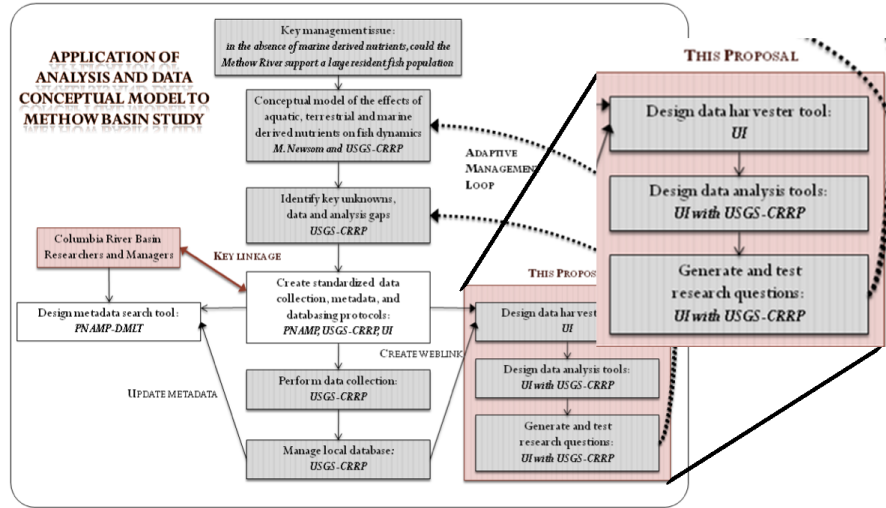 APPLICATION OF
ANALYSIS AND DATA
CONCEPTUAL MODEL TO
METHOW BASIN STUDY
Key management issue:
in the absence of marine derived nutrients, could the
Methow River support a large resident fish population
Conceptual model of the effects of
aquatic, terrestrial and marine
derived nutrients on fish dynamics
M. Newsom and USGS-CRRP
ADAPTIVE
MANAGEMENT
LOOP
Identify key unknowns,
data and analysis gaps
USGS-CRRP
Columbia River Basin
Researchers and Managers
KEY LINKAGE
Create standardized data
collection, metadata, and
databasing protocols:
PNAMP, USGS-CRRP, UI
Design metadata search tool:
PNAMP-DMLT
CREATE WEBLINK
UPDATE METADATA
Perform data collection:
USGS-CRRP
Manage local database:
USGS-CRRP
THIS PROPOS
Design data harves
UI
Design data analysis tools:
UI with USGS-CRRP
Generate and test
research questions:
UI with USGS-CRRP
THIS PROPOSAL
Design data harvester tool:
UI
Design data analysis tools:
UI with USGS-CRRP
Generate and test
research questions:
UI with USGS-CRRP